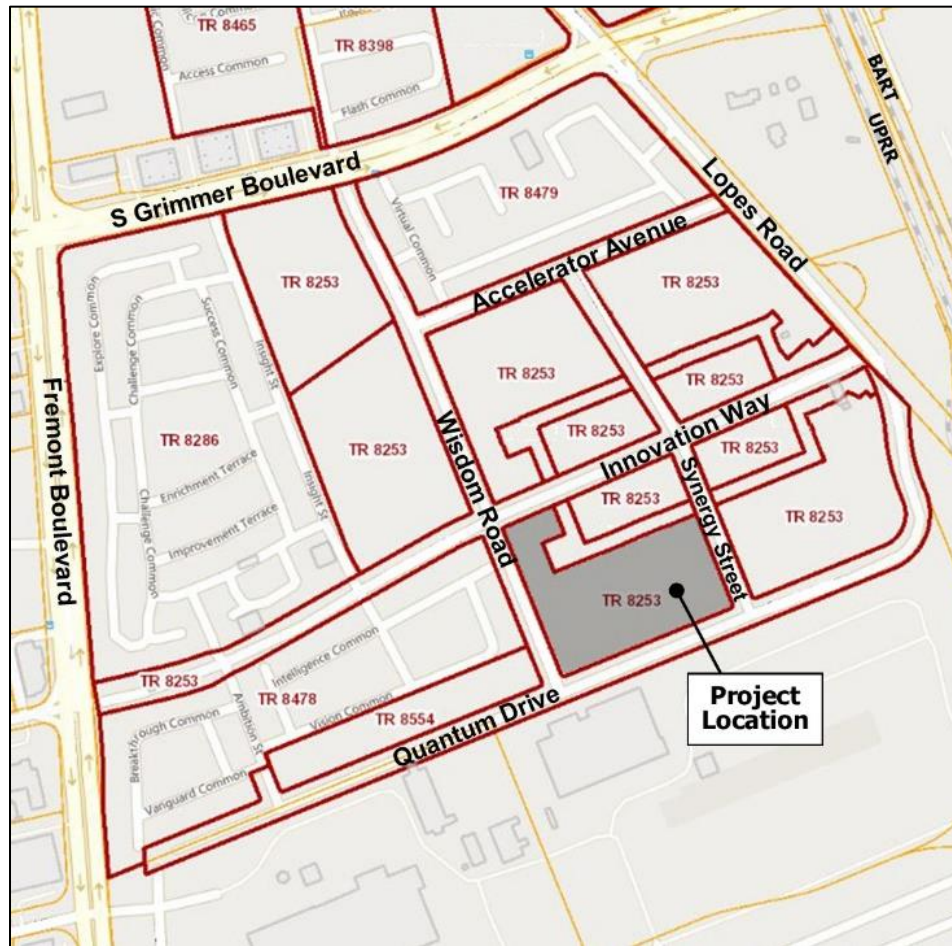 TR 8465
TR 8398
Access Common
Flash Common
BART
UPRR
S Grimmer Boulevard
Lopes Road
TR 8479
Virtual Common
Accelerator Avenue
TR 8253
TR 8253
Explore Common
Challenge Common
Success Common
Insight St
TR 8253
TR 8253
Fremont Boulevard
TR 8286
Wisdom Road
TR 8253
TR 8253
Innovation Way
TR 8253
Enrichment Terrace
Insight St
Synergy Street
TR 8253
TR 8253
Challenge Common
Improvement Terrace
TR 8253
Project
Location
Intelligence Common
TR 8253
TR 8478
Ambition St
Vision Common
TR 8554
Quantum Drive
Vanguard Common